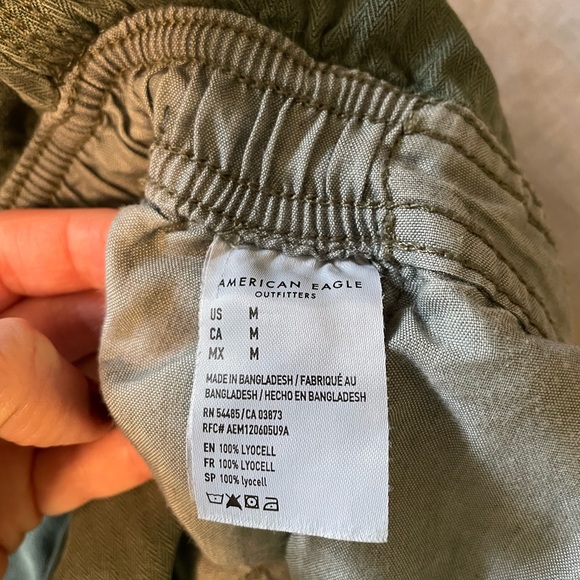 AMERICAN EAGLE
OUTFITTERS
US M
CA M
MX M
MADE IN BANGLADESH / FABRIQUÉ AU
BANGLADESH / HECHO EN BANGLADESH
RN 54485 / CA 03873
RFC# AEM120605U9A
EN 100% LYOCELL
FR 100% LYOCELL
SP 100% lyocell